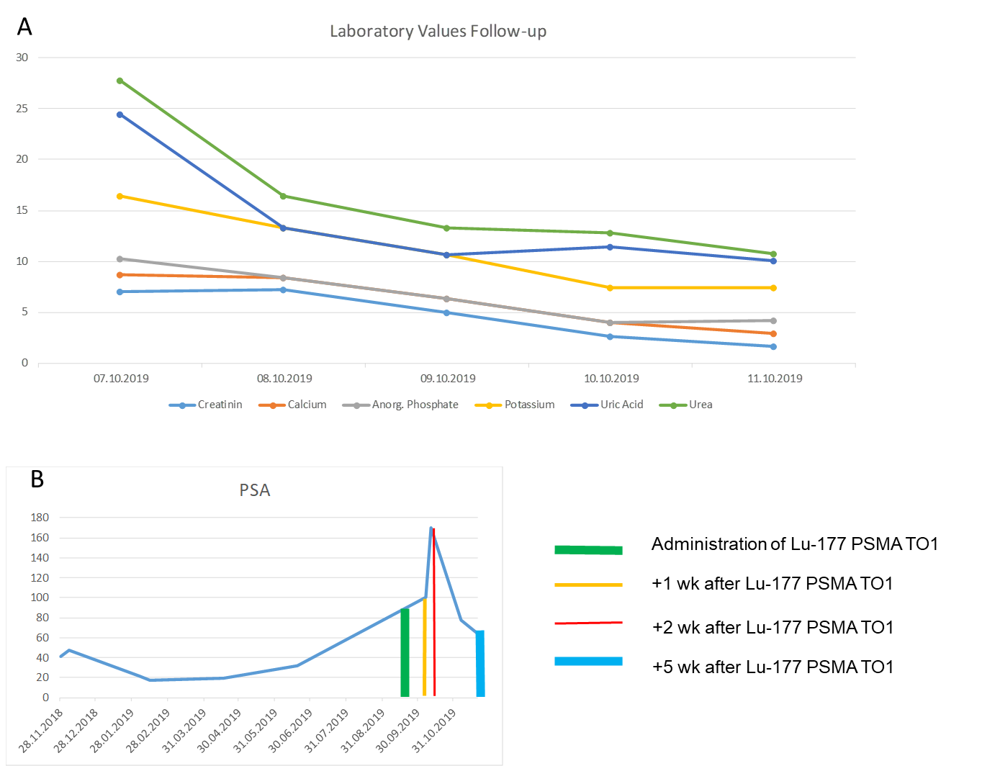 A
Laboratory Values Follow-up
30
25
20
15
10
5
0
07.10.2019 08.10.2019 09.10.2019 10.10.2019 11.10.2019
Creatinin Calcium Anorg. Phosphate Potassium Uric Acid Urea
B
PSA
180
160
140
120
100
80
60
40
20
0
28.11.2018 28.12.2018 28.01.2019 28.02.2019 31.03.2019 30.04.2019 31.05.2019 30.06.2019 31.07.2019 31.08.2019 30.09.2019 31.10.2019
Administration of Lu-177 PSMA TO1
+1 wk after Lu-177 PSMA TO1
+2 wk after Lu-177 PSMA TO1
+5 wk after Lu-177 PSMA TO1